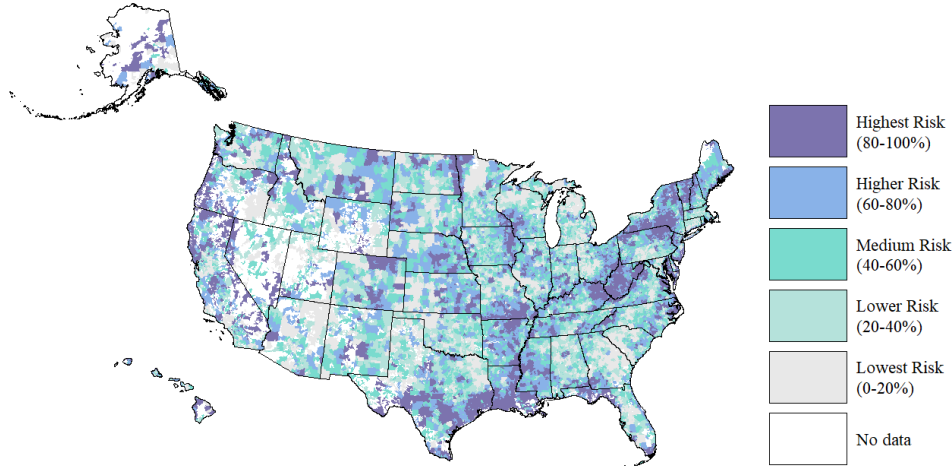 Highest Risk
(80-100%)
Higher Risk
(60-80%)
Medium Risk
(40-60%)
Lower Risk
(20-40%)
Lowest Risk
(0-20%)
No data